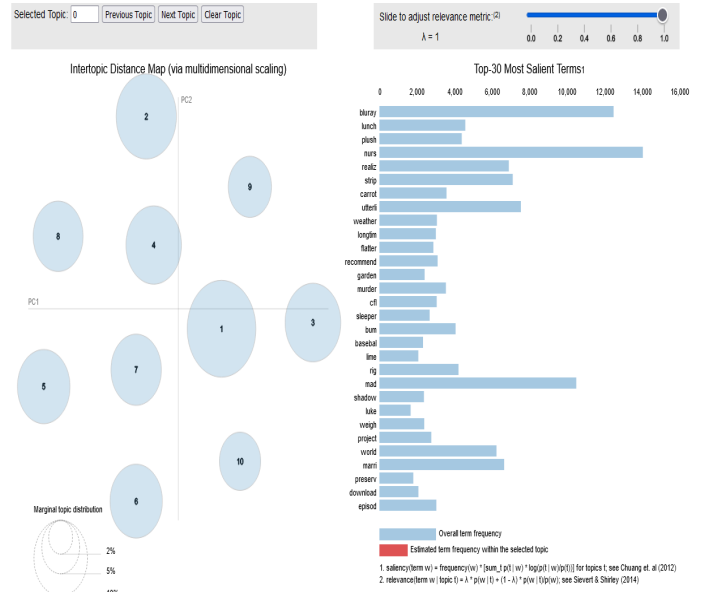 Selected Topic: 0 Previous Topic Next Topic Clear Topic
Slide to adjust relevance metric:(2)
λ = 1
0.0 0.2 0.4 0.6 0.8 1.0
Intertopic Distance Map (via multidimensional scaling)
PC2
PC1
2
9
8
4
1
3
7
5
10
6
Marginal topic distribution
2%
5%
10%
Top-30 Most Salient Terms1
0 2,000 4,000 6,000 8,000 10,000 12,000 14,000 16,000
bluray
lunch
plush
nurs
realiz
strip
carrot
utterli
weather
longtim
flatter
recommend
garden
murder
cfl
sleeper
bum
basebal
lime
rig
mad
shadow
luke
weigh
project
world
marri
preserv
download
episod
Overall term frequency
Estimated term frequency within the selected topic
1. saliency(term w) = frequency(w) * [sum_t p(t | w) * log(p(t | w)/p(t))] for topics t; see Chuang et. al (2012)
2. relevance(term w | topic t) = λ * p(w | t) + (1 - λ) * p(w | t)/p(w); see Sievert & Shirley (2014)